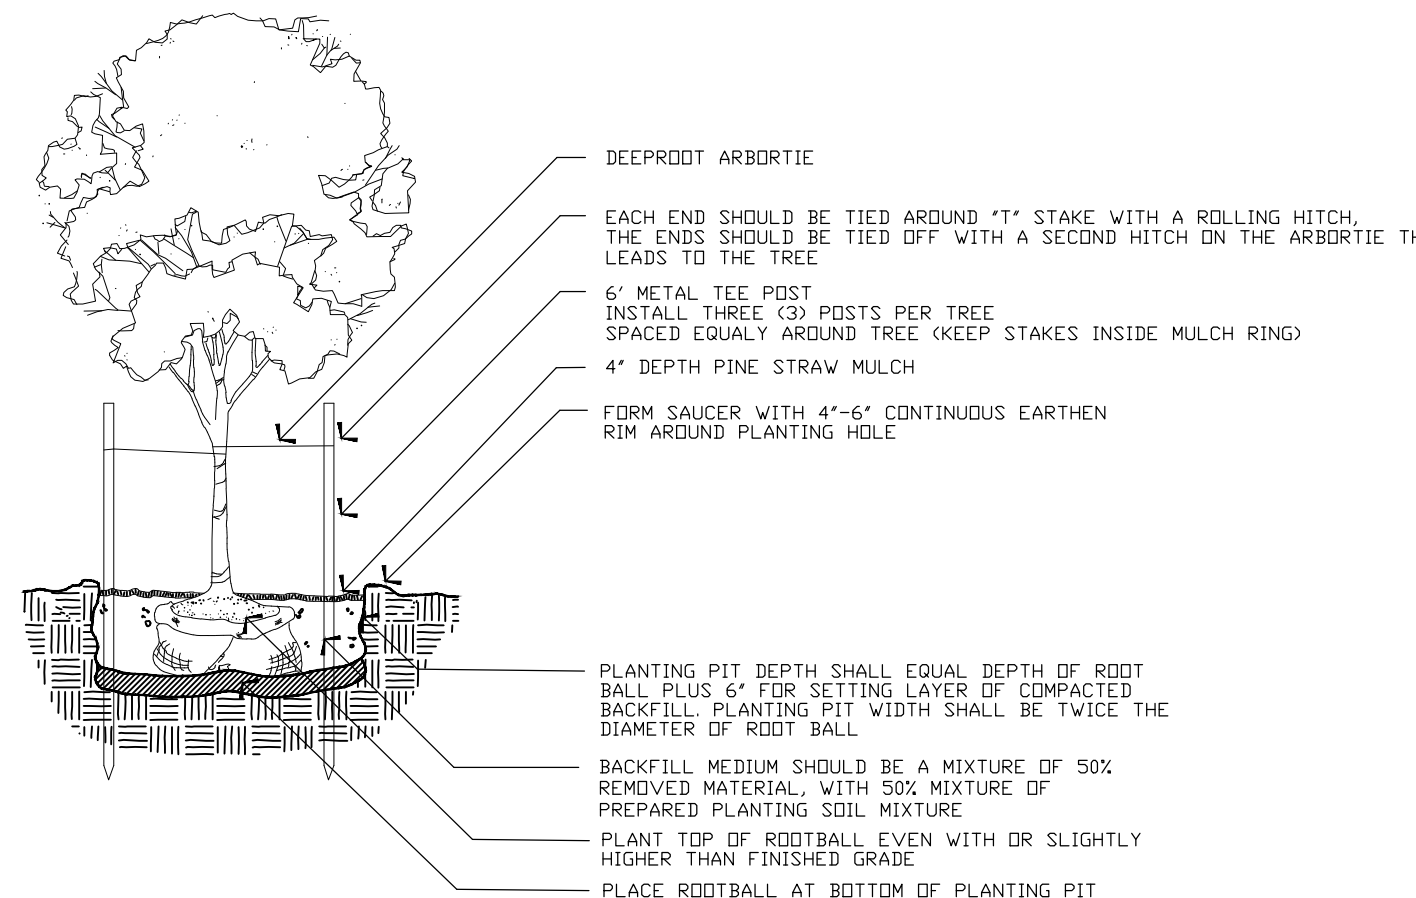 DEEPROOT ARBORTIE
EACH END SHOULD BE TIED AROUND "T" STAKE WITH A ROLLING HITCH,
THE ENDS SHOULD BE TIED OFF WITH A SECOND HITCH ON THE ARBORTIE
LEADS TO THE TREE
6' METAL TEE POST
INSTALL THREE (3) POSTS PER TREE
SPACED EQUALY AROUND TREE (KEEP STAKES INSIDE MULCH RING)
4" DEPTH PINE STRAW MULCH
FORM SAUCER WITH 4"-6" CONTINUOUS EARTHEN
RIM AROUND PLANTING HOLE
PLANTING PIT DEPTH SHALL EQUAL DEPTH OF ROOT
BALL PLUS 6" FOR SETTING LAYER OF COMPACTED
BACKFILL. PLANTING PIT WIDTH SHALL BE TWICE THE
DIAMETER OF ROOT BALL
BACKFILL MEDIUM SHOULD BE A MIXTURE OF 50%
REMOVED MATERIAL, WITH 50% MIXTURE OF
PREPARED PLANTING SOIL MIXTURE
PLANT TOP OF ROOTBALL EVEN WITH OR SLIGHTLY
HIGHER THAN FINISHED GRADE
PLACE ROOTBALL AT BOTTOM OF PLANTING PIT